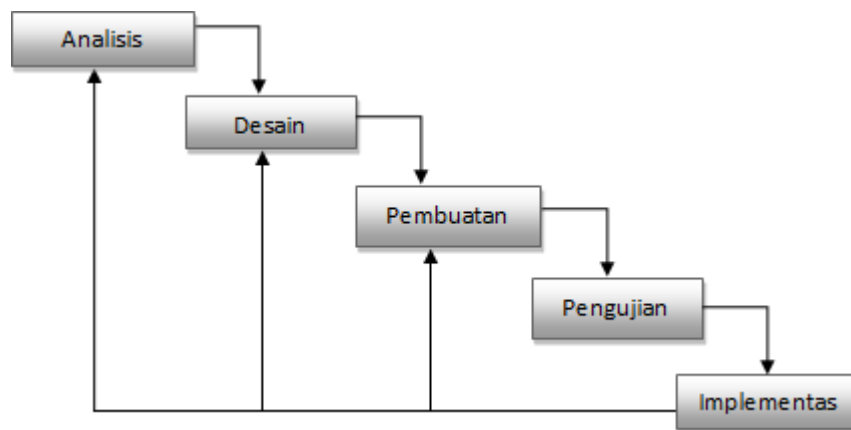 Analisis
Desain
Pembuatan
Pengujian
Implementas